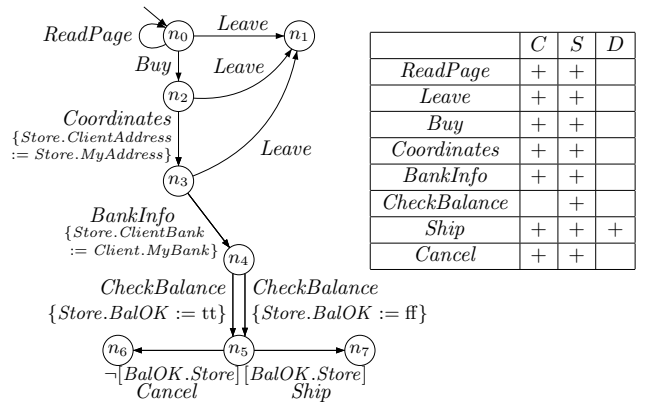 ReadPage
n0
Leave
n1
Buy
Leave
n2
Coordinates
{Store.ClientAddress
:= Store.MyAddress}
Leave
n3
BankInfo
{Store.ClientBank
:= Client.MyBank}
n4
CheckBalance CheckBalance
{Store.BalOK := tt} {Store.BalOK := ff}
n6 n5 n7
¬[BalOK.Store] [BalOK.Store]
Cancel Ship
C S D
ReadPage + +
Leave + +
Buy + +
Coordinates + +
BankInfo + +
CheckBalance +
Ship + + +
Cancel + +